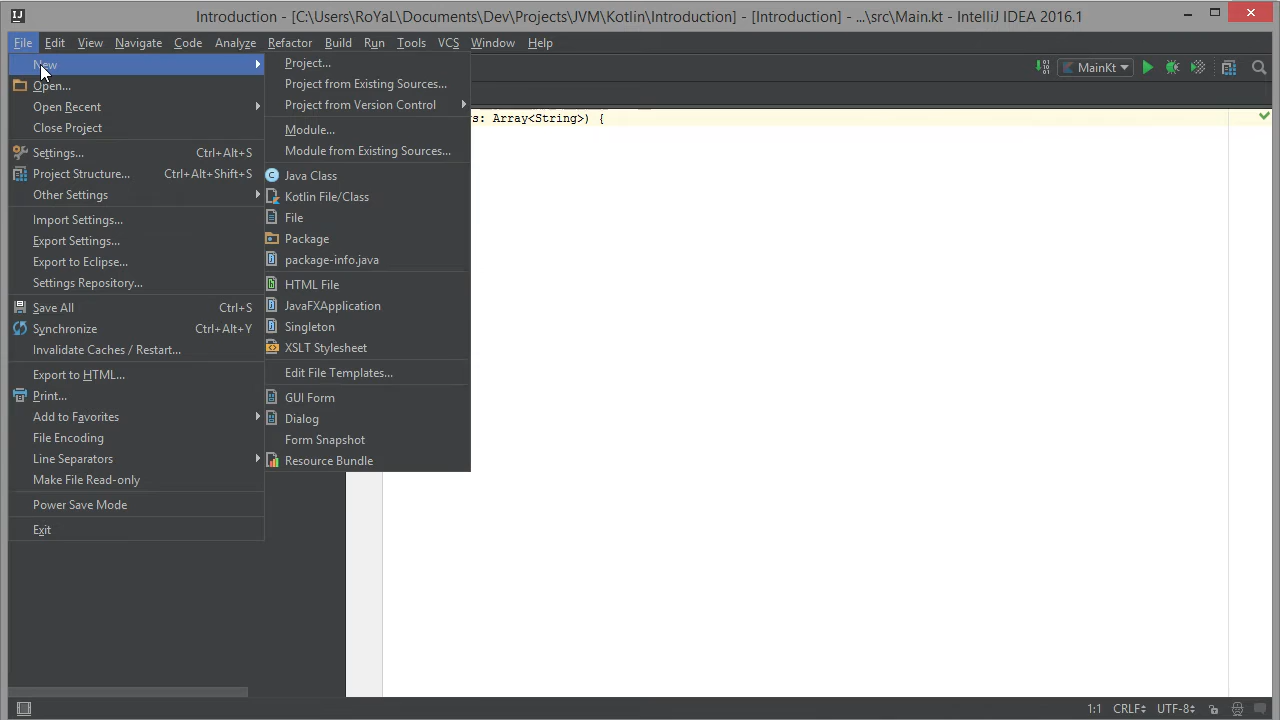 Introduction - [C:\Users\RoYaL\Documents\Dev\Projects\JVM\Kotlin\Introduction] - [Introduction] - ...\src\Main.kt - IntelliJ IDEA 2016.1
File Edit View Navigate Code Analyze Refactor Build Run Tools VCS Window Help
New
Open...
Open Recent
Close Project
Settings... Ctrl+Alt+S
Project Structure... Ctrl+Alt+Shift+S
Other Settings
Import Settings...
Export Settings...
Export to Eclipse...
Settings Repository...
Save All Ctrl+S
Synchronize Ctrl+Alt+Y
Invalidate Caches / Restart...
Export to HTML...
Print...
Add to Favorites
File Encoding
Line Separators
Make File Read-only
Power Save Mode
Exit
Project...
Project from Existing Sources...
Project from Version Control
Module...
Module from Existing Sources...
Java Class
Kotlin File/Class
File
Package
package-info.java
HTML File
JavaFXApplication
Singleton
XSLT Stylesheet
Edit File Templates...
GUI Form
Dialog
Form Snapshot
Resource Bundle
MainKt
s: Array<String>) {
1:1 CRLF UTF-8